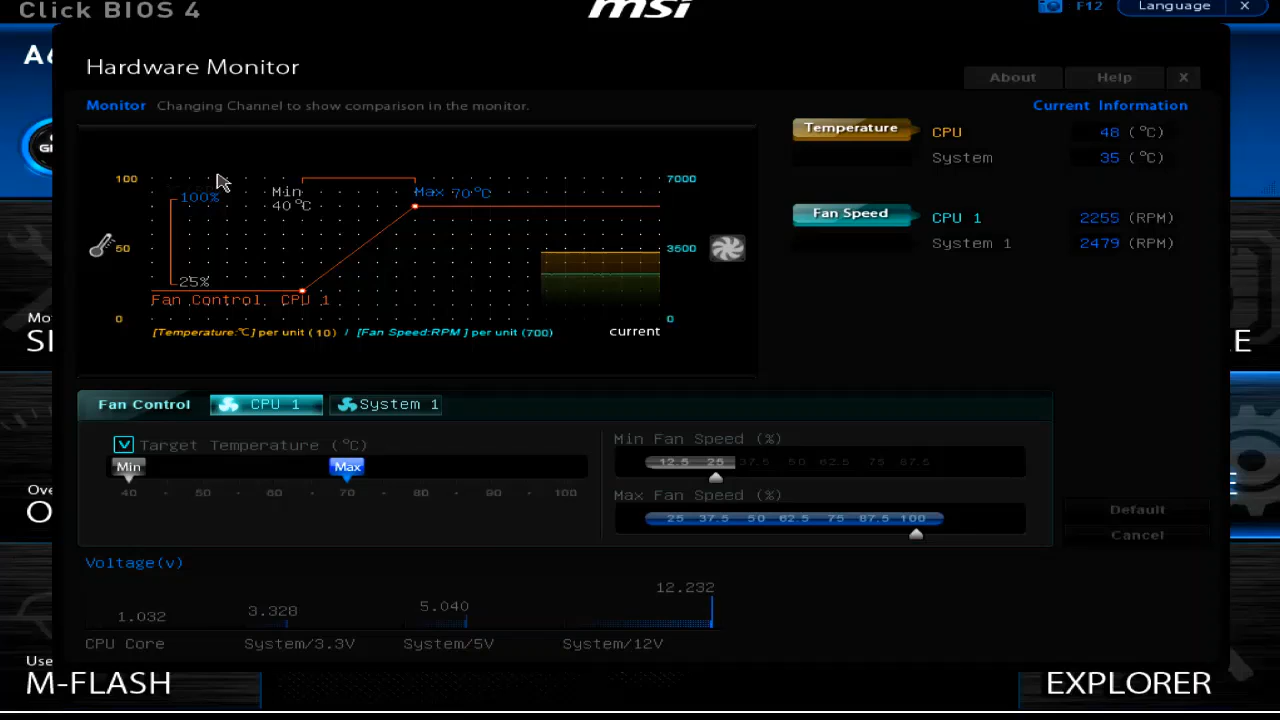 Click BIOS 4
msi
F12
Language
X
Hardware Monitor
About
Help
X
Monitor
Changing Channel to show comparison in the monitor.
Current Information
Temperature
CPU
48 (°C)
System
35 (°C)
Fan Speed
CPU 1
2255 (RPM)
System 1
2479 (RPM)
100
50
0
100%
25%
Min
40°C
Max 70°C
Fan Control CPU 1
7000
3500
0
[Temperature:°C] per unit (10) / [Fan Speed:RPM ] per unit (700)
current
Fan Control
CPU 1
System 1
V Target Temperature (°C)
Min
Max
40 50 60 70 80 90 100
Min Fan Speed (%)
12.5 25 37.5 50 62.5 75 87.5
Max Fan Speed (%)
25 37.5 50 62.5 75 87.5 100
Default
Cancel
Voltage(v)
1.032
3.328
5.040
12.232
CPU Core
System/3.3V
System/5V
System/12V
M-FLASH
EXPLORER